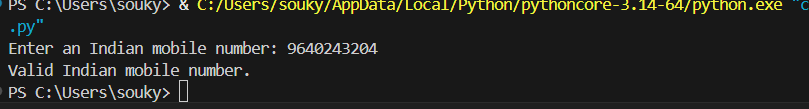 PS C:\Users\souky> & C:/Users/souky/AppData/Local/Python/pythoncore-3.14-64/python.exe "c
.py"
Enter an Indian mobile number: 9640243204
Valid Indian mobile number.
PS C:\Users\souky>